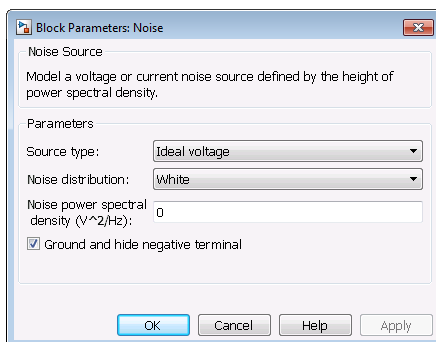 Block Parameters: Noise
Noise Source
Model a voltage or current noise source defined by the height of
power spectral density.
Parameters
Source type: Ideal voltage
Noise distribution: White
Noise power spectral
density (V^2/Hz): 0
Ground and hide negative terminal
OK Cancel Help Apply